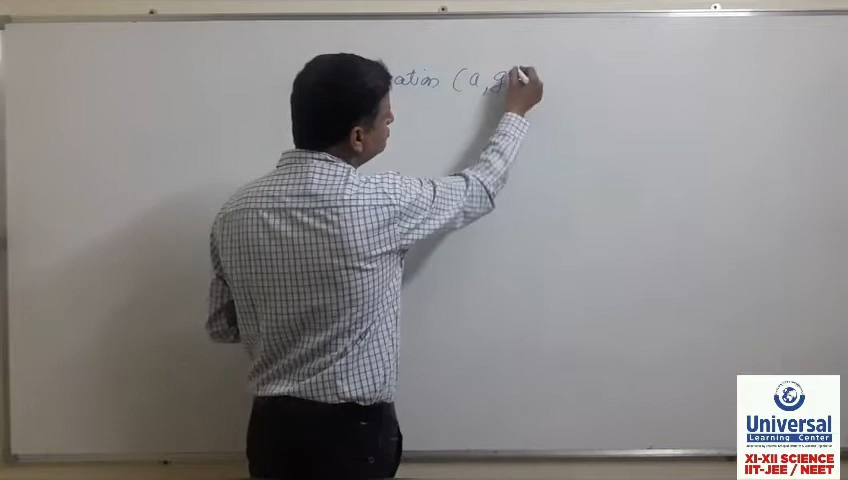 ation (a, g
Universal
Learning Center
XI-XII SCIENCE
IIT-JEE / NEET